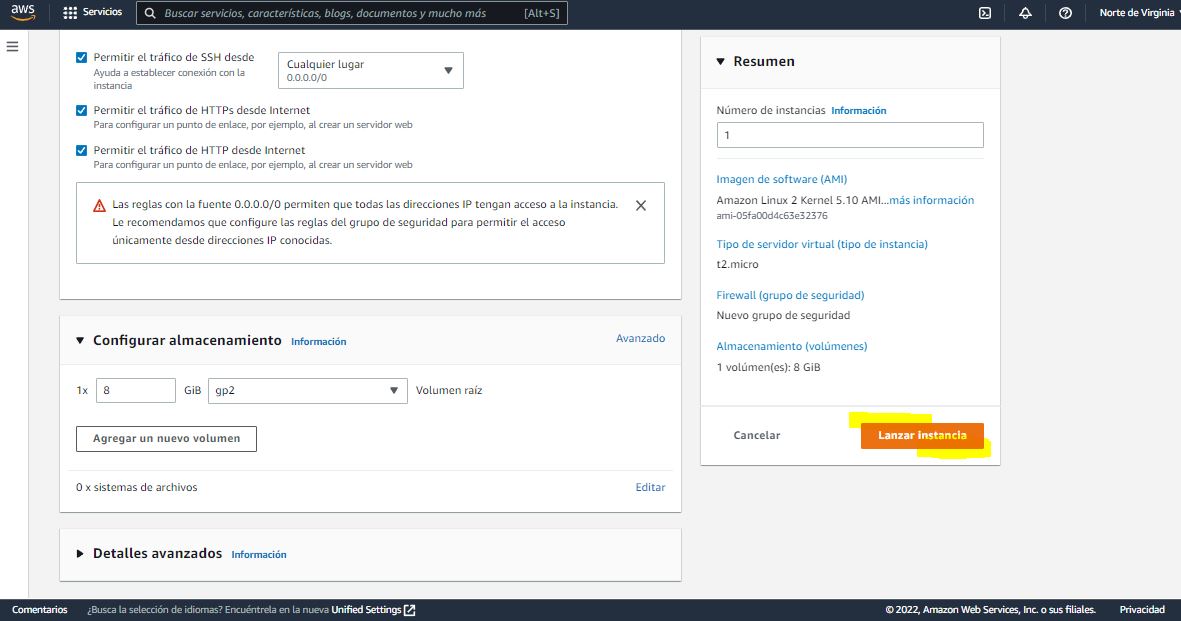 aws
Servicios
Buscar servicios, características, blogs, documentos y mucho más [Alt+S]
Norte de Virginia
Permitir el tráfico de SSH desde
Ayuda a establecer conexión con la
instancia
Cualquier lugar
0.0.0.0/0
Permitir el tráfico de HTTPs desde Internet
Para configurar un punto de enlace, por ejemplo, al crear un servidor web
Permitir el tráfico de HTTP desde Internet
Para configurar un punto de enlace, por ejemplo, al crear un servidor web
Las reglas con la fuente 0.0.0.0/0 permiten que todas las direcciones IP tengan acceso a la instancia.
Le recomendamos que configure las reglas del grupo de seguridad para permitir el acceso
únicamente desde direcciones IP conocidas.
Configurar almacenamiento Información
Avanzado
1x 8 GiB gp2 Volumen raíz
Agregar un nuevo volumen
0 x sistemas de archivos
Editar
Detalles avanzados Información
Resumen
Número de instancias Información
1
Imagen de software (AMI)
Amazon Linux 2 Kernel 5.10 AMI...más información
ami-05fa00d4c63e32376
Tipo de servidor virtual (tipo de instancia)
t2.micro
Firewall (grupo de seguridad)
Nuevo grupo de seguridad
Almacenamiento (volúmenes)
1 volúmen(es): 8 GiB
Cancelar
Lanzar instancia
Comentarios
¿Busca la selección de idiomas? Encuéntrela en la nueva Unified Settings
© 2022, Amazon Web Services, Inc. o sus filiales.
Privacidad